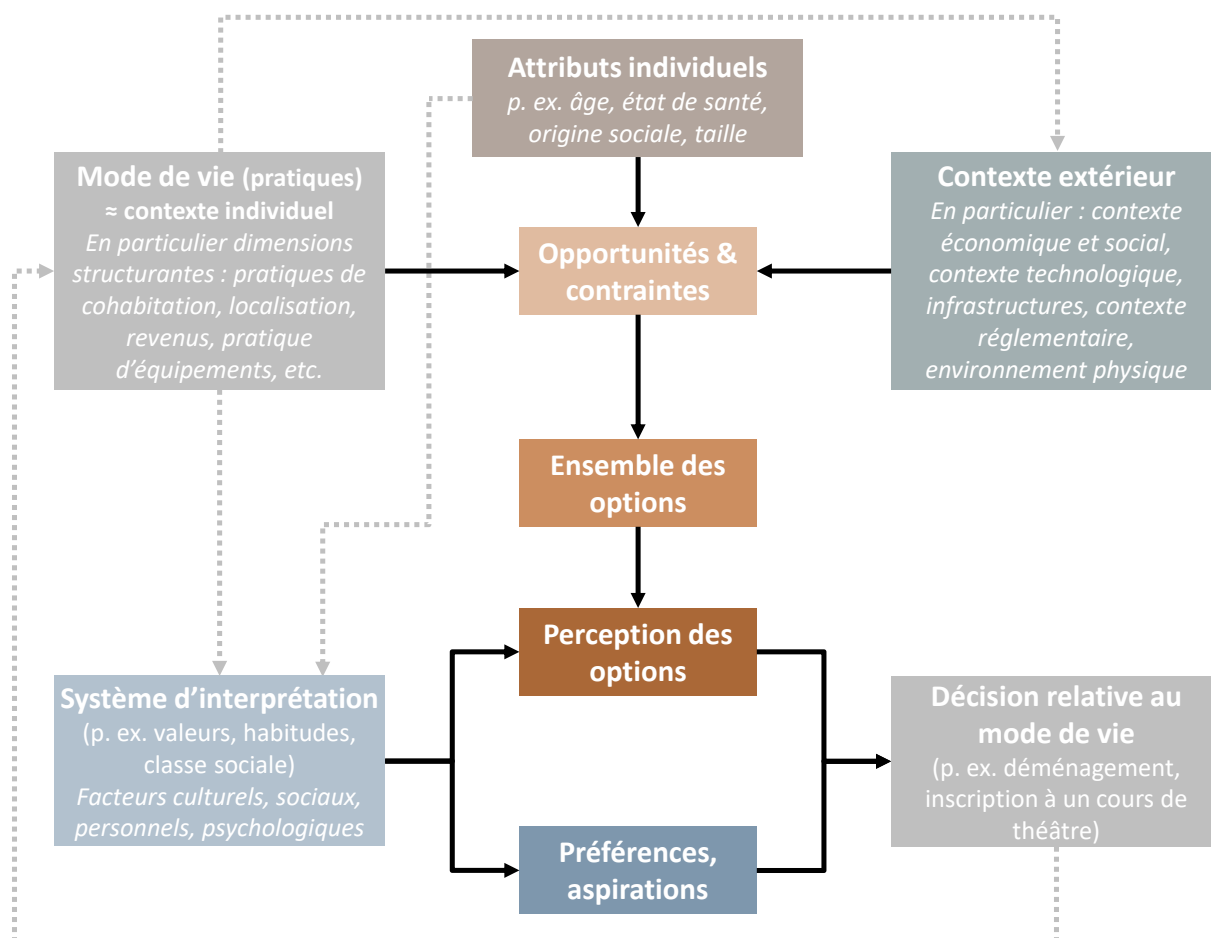 Attributs individuels
p. ex. âge, état de santé,
origine sociale, taille
Mode de vie (pratiques)
≈ contexte individuel
En particulier dimensions
structurantes : pratiques de
cohabitation, localisation,
revenus, pratique
d’équipements, etc.
Opportunités &
contraintes
Contexte extérieur
En particulier : contexte
économique et social,
contexte technologique,
infrastructures, contexte
réglementaire,
environnement physique
Ensemble des
options
Perception des
options
Système d’interprétation
(p. ex. valeurs, habitudes,
classe sociale)
Facteurs culturels, sociaux,
personnels, psychologiques
Décision relative au
mode de vie
(p. ex. déménagement,
inscription à un cours de
théâtre)
Préférences,
aspirations